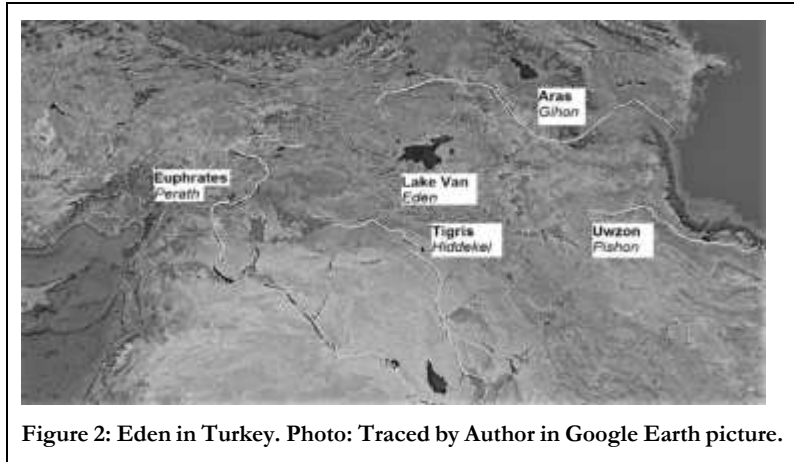 Aras
Gihon
Euphrates
Perath
Lake Van
Eden
Tigris
Hiddekel
Uwzon
Pishon
Figure 2: Eden in Turkey. Photo: Traced by Author in Google Earth picture.